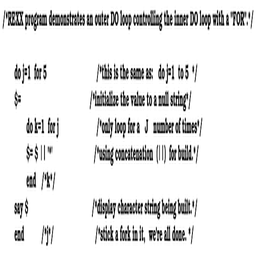 /*REXX program demonstrates an outer DO loop controlling the inner DO loop with a "FOR".*/
do j=1 for 5 /*this is the same as: do j=1 to 5 */
$= /*initialize the value to a null string*/
do k=1 for j /*only loop for a J number of times*/
$= $ || '*' /*using concatenation (||) for build.*/
end /*k*/
say $ /*display character string being built.*/
end /*j*/ /*stick a fork in it, we're all done. */